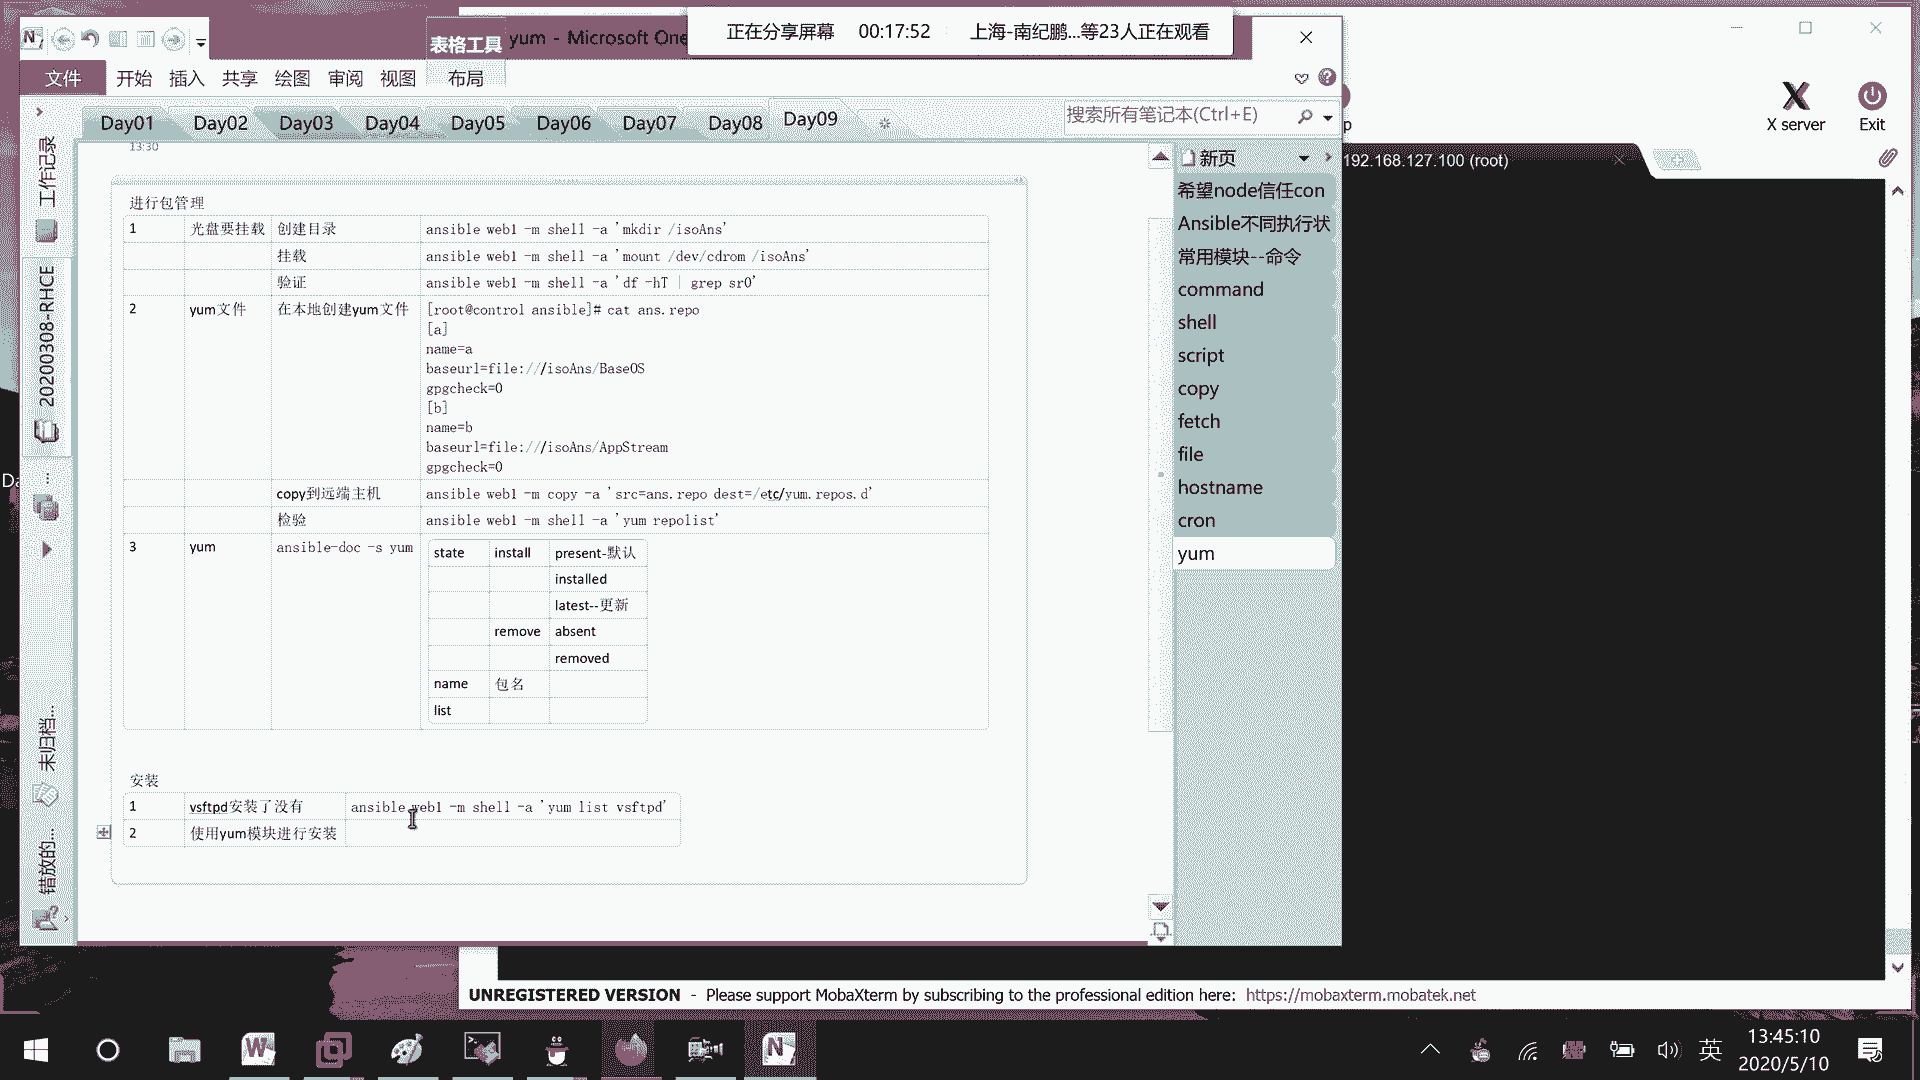 正在分享屏幕 00:17:52 上海-南纪鹏...等23人正在观看
表格工具 yum - Microsoft One
文件 开始 插入 共享 绘图 审阅 视图 布局
X server Exit
Day01 Day02 Day03 Day04 Day05 Day06 Day07 Day08 Day09
搜索所有笔记本(Ctrl+E)
192.168.127.100 (root)
工作记录
20200308-RHCE
未归档...
错放的...
13:30
进行包管理
1 光盘要挂载 创建目录 ansible web1 -m shell -a 'mkdir /isoAns'
挂载 ansible web1 -m shell -a 'mount /dev/cdrom /isoAns'
验证 ansible web1 -m shell -a 'df -hT | grep sr0'
2 yum文件 在本地创建yum文件 [root@control ansible]# cat ans.repo
[a]
name=a
baseurl=file:///isoAns/BaseOS
gpgcheck=0
[b]
name=b
baseurl=file:///isoAns/AppStream
gpgcheck=0
copy到远端主机 ansible web1 -m copy -a 'src=ans.repo dest=/etc/yum.repos.d'
检验 ansible web1 -m shell -a 'yum repolist'
3 yum ansible-doc -s yum state install present-默认
installed
latest--更新
remove absent
removed
name 包名
list
安装
1 vsftpd安装了没有 ansible web1 -m shell -a 'yum list vsftpd'
2 使用yum模块进行安装
新页
希望node信任con
Ansible不同执行状
常用模块--命令
command
shell
script
copy
fetch
file
hostname
cron
yum
UNREGISTERED VERSION - Please support MobaXterm by subscribing to the professional edition here: https://mobaxterm.mobatek.net
英
13:45:10
2020/5/10